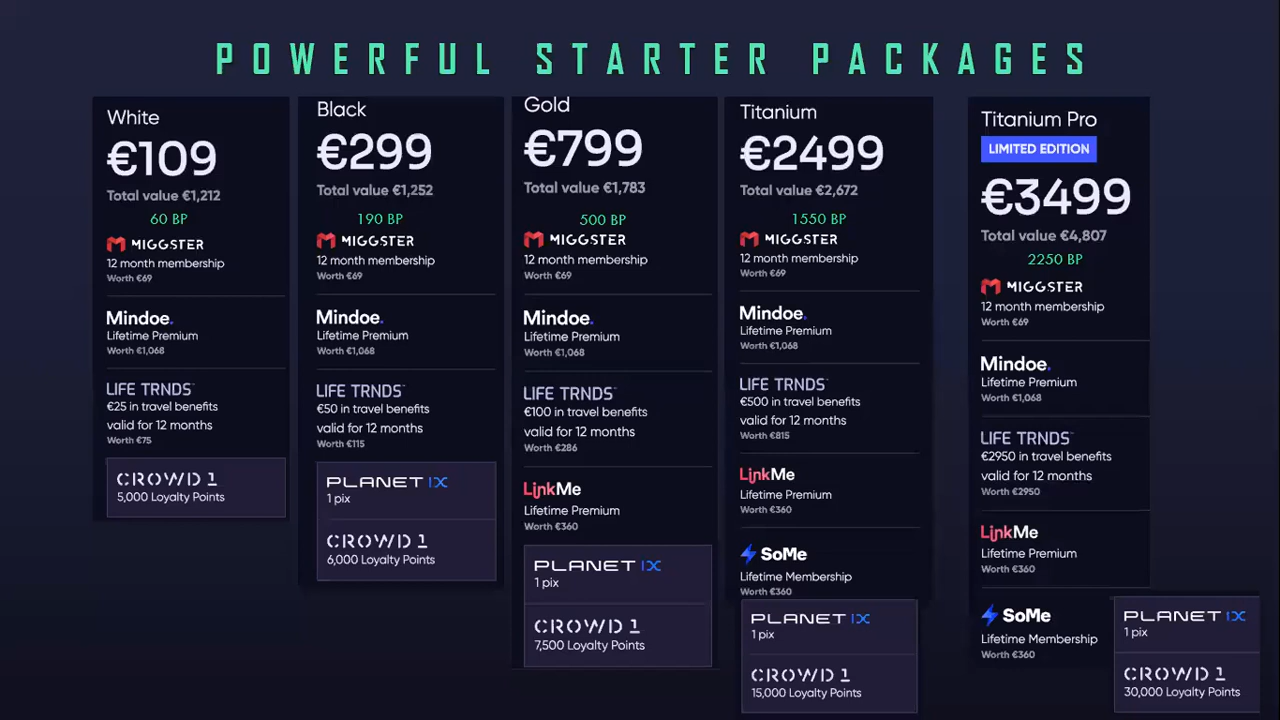 POWERFUL STARTER PACKAGES
White
€109
Total value €1,212
60 BP
MIGGSTER
12 month membership
Worth €69
Mindoe.
Lifetime Premium
Worth €1,068
LIFE TRNDS
€25 in travel benefits
valid for 12 months
Worth €75
CROWD 1
5,000 Loyalty Points
Black
€299
Total value €1,252
190 BP
MIGGSTER
12 month membership
Worth €69
Mindoe.
Lifetime Premium
Worth €1,068
LIFE TRNDS
€50 in travel benefits
valid for 12 months
Worth €115
PLANET IX
1 pix
CROWD 1
6,000 Loyalty Points
Gold
€799
Total value €1,783
500 BP
MIGGSTER
12 month membership
Worth €69
Mindoe.
Lifetime Premium
Worth €1,068
LIFE TRNDS
€100 in travel benefits
valid for 12 months
Worth €286
LinkMe
Lifetime Premium
Worth €360
PLANET IX
1 pix
CROWD 1
7,500 Loyalty Points
Titanium
€2499
Total value €2,672
1550 BP
MIGGSTER
12 month membership
Worth €69
Mindoe.
Lifetime Premium
Worth €1,068
LIFE TRNDS
€500 in travel benefits
valid for 12 months
Worth €815
LinkMe
Lifetime Premium
Worth €360
SoMe
Lifetime Membership
Worth €360
PLANET IX
1 pix
CROWD 1
15,000 Loyalty Points
Titanium Pro
LIMITED EDITION
€3499
Total value €4,807
2250 BP
MIGGSTER
12 month membership
Worth €69
Mindoe.
Lifetime Premium
Worth €1,068
LIFE TRNDS
€2950 in travel benefits
valid for 12 months
Worth €2950
LinkMe
Lifetime Premium
Worth €360
SoMe
Lifetime Membership
Worth €360
PLANET IX
1 pix
CROWD 1
30,000 Loyalty Points